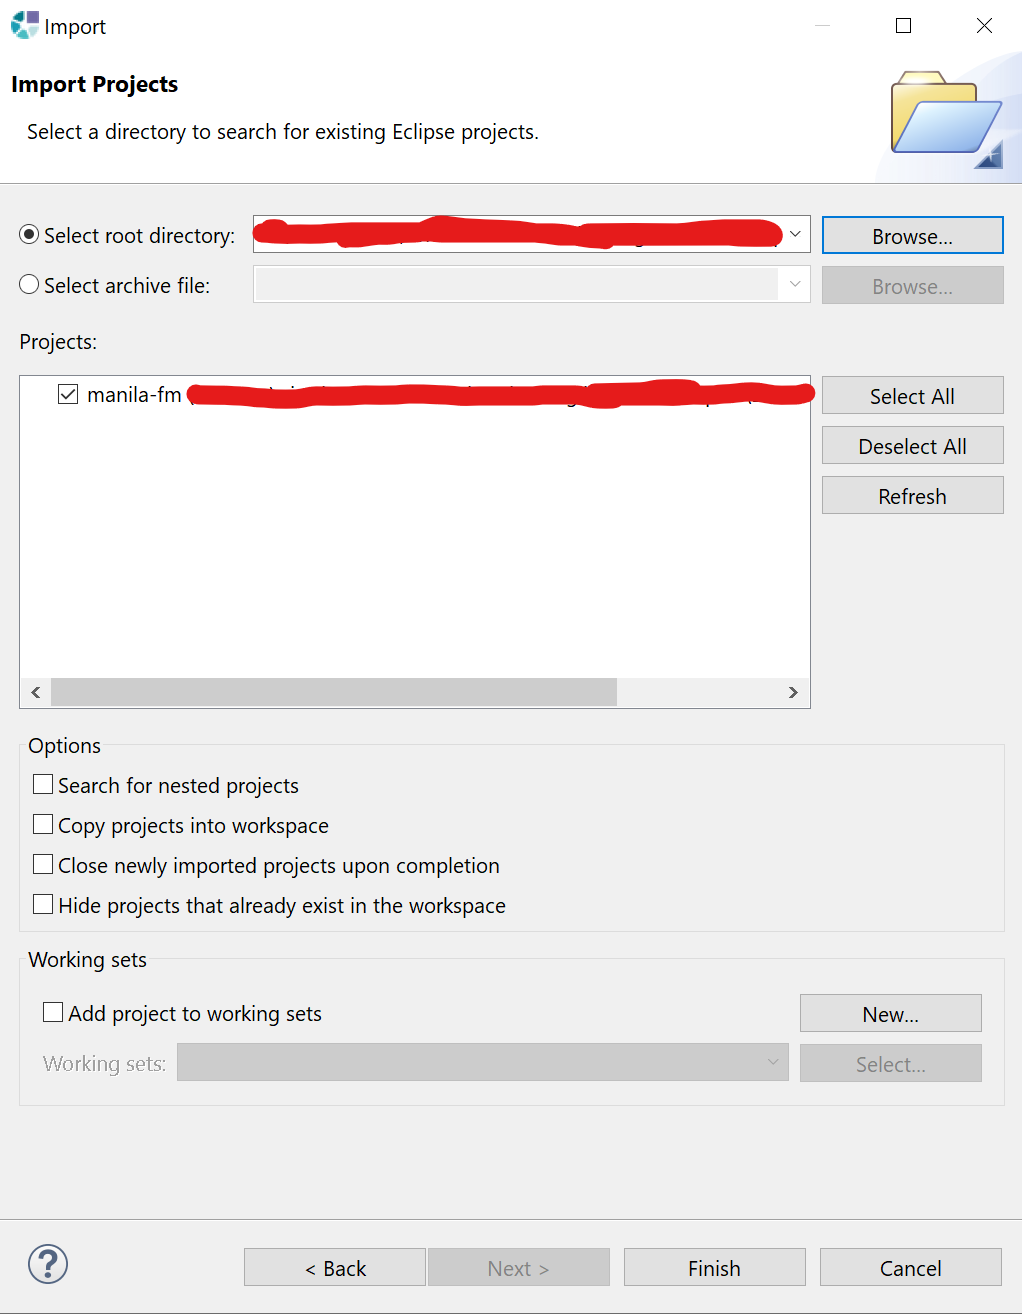 Import
Import Projects
Select a directory to search for existing Eclipse projects.
Select root directory:
Browse...
Select archive file:
Browse...
Projects:
manila-fm
Select All
Deselect All
Refresh
Options
Search for nested projects
Copy projects into workspace
Close newly imported projects upon completion
Hide projects that already exist in the workspace
Working sets
Add project to working sets
New...
Working sets:
Select...
?
< Back
Next >
Finish
Cancel